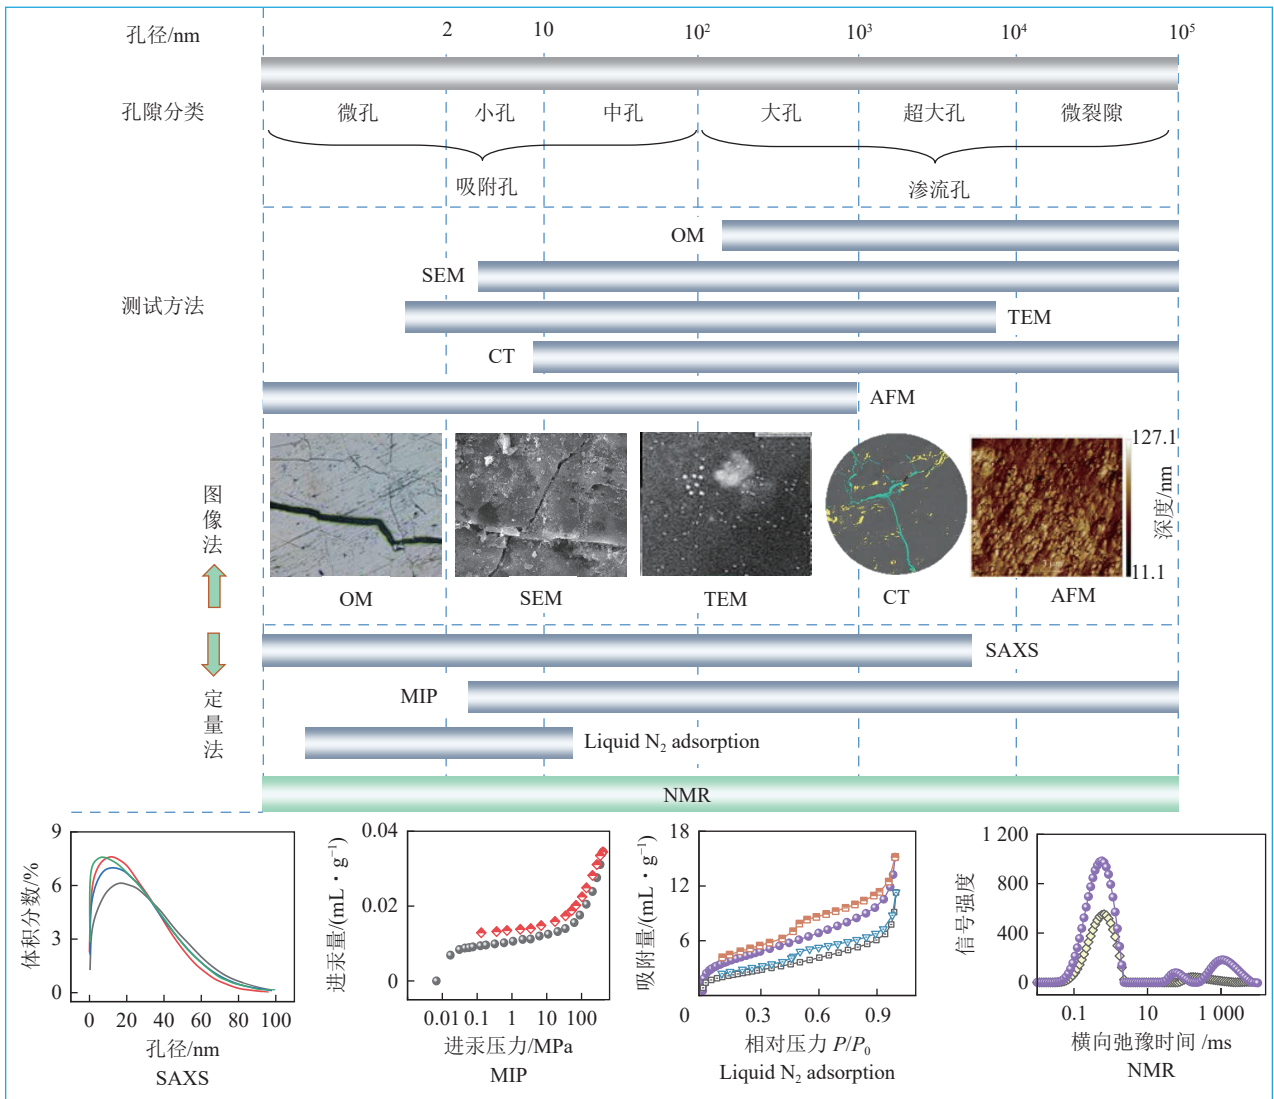 孔径/nm 2 10 10² 10³ 10⁴ 10⁵
孔隙分类 微孔 小孔 中孔 大孔 超大孔 微裂隙
吸附孔 渗流孔
测试方法
OM
SEM
TEM
CT
AFM
图像法
127.1
深度/nm
11.1
OM SEM TEM CT AFM
定量法
SAXS
MIP
Liquid N₂ adsorption
NMR
体积分数/%
9
6
3
0
0 20 40 60 80 100
孔径/nm
SAXS
进汞量/(mL·g⁻¹)
0.04
0.02
0
0.01 0.1 1 10 100
进汞压力/MPa
MIP
吸附量/(mL·g⁻¹)
18
12
6
0 0.3 0.6 0.9
相对压力 P/P₀
Liquid N₂ adsorption
信号强度
1 200
800
400
0
0.1 10 1 000
横向弛豫时间 /ms
NMR